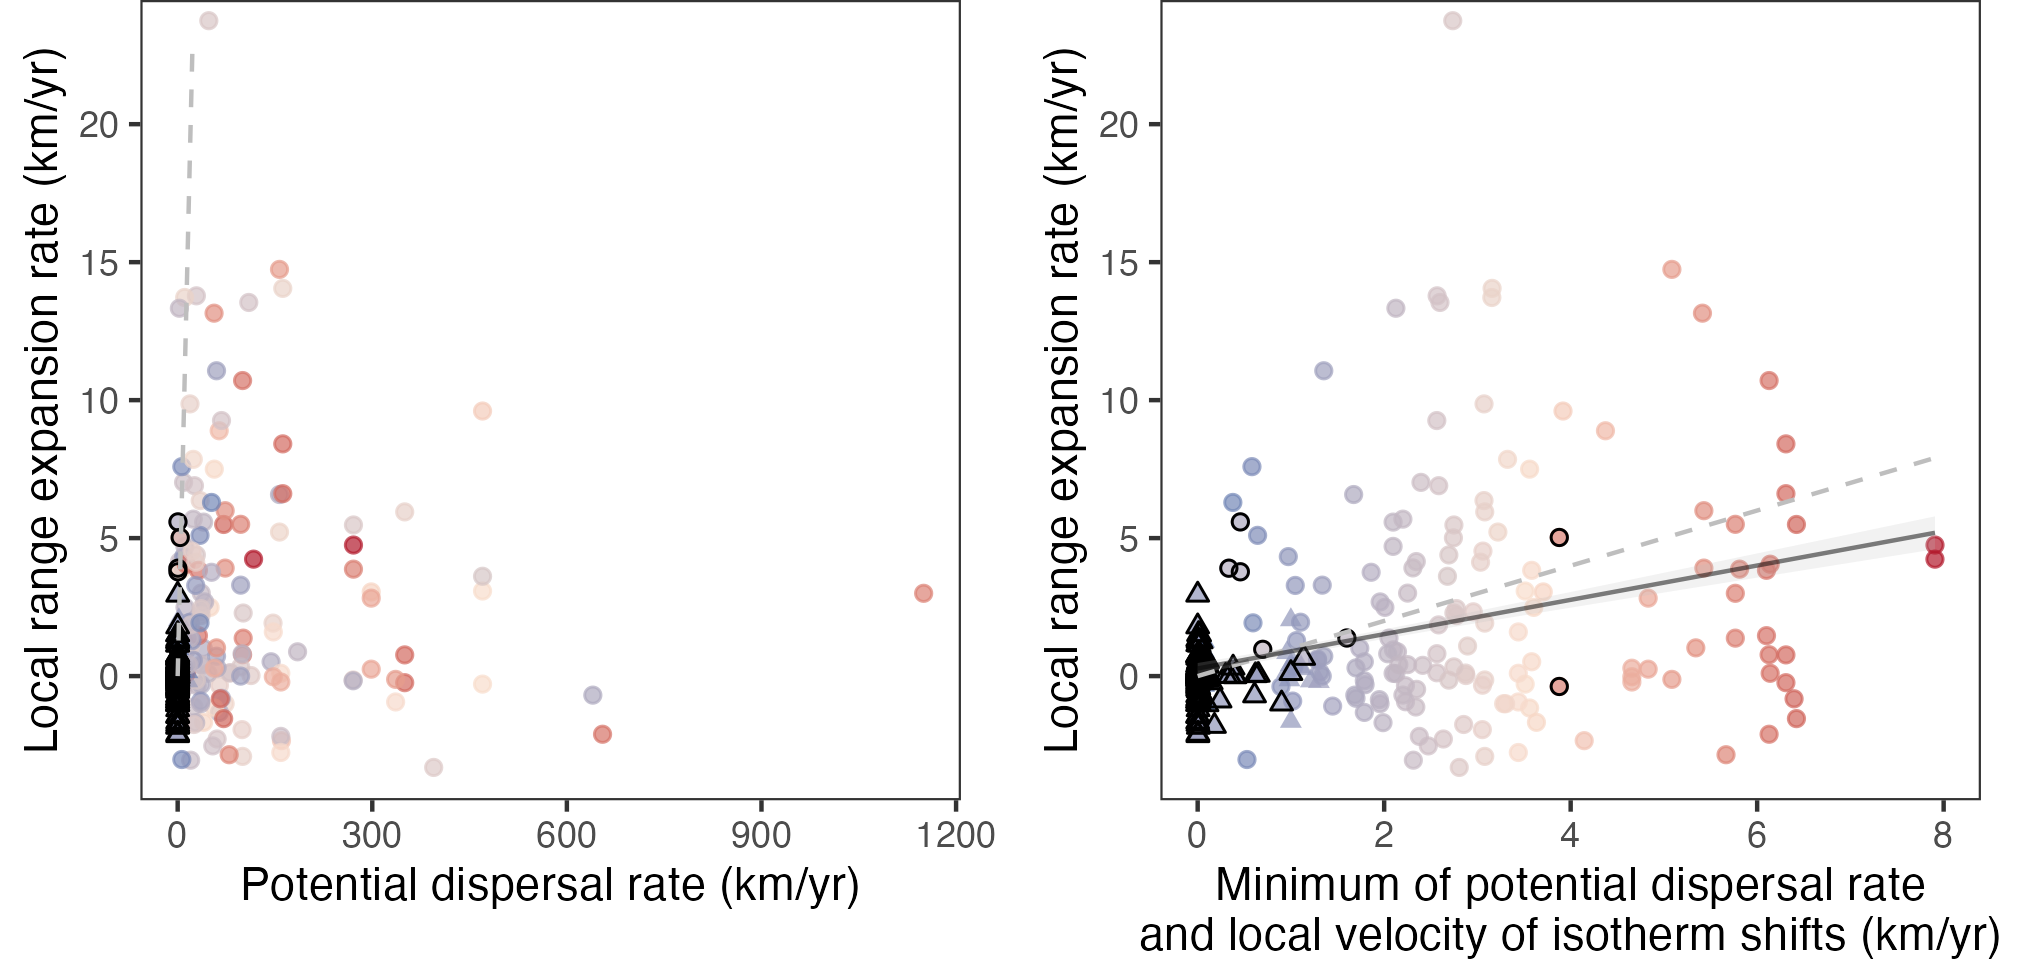 Local range expansion rate (km/yr)
20
15
10
5
0
0 300 600 900 1200
Potential dispersal rate (km/yr)
Local range expansion rate (km/yr)
20
15
10
5
0
0 2 4 6 8
Minimum of potential dispersal rate
and local velocity of isotherm shifts (km/yr)